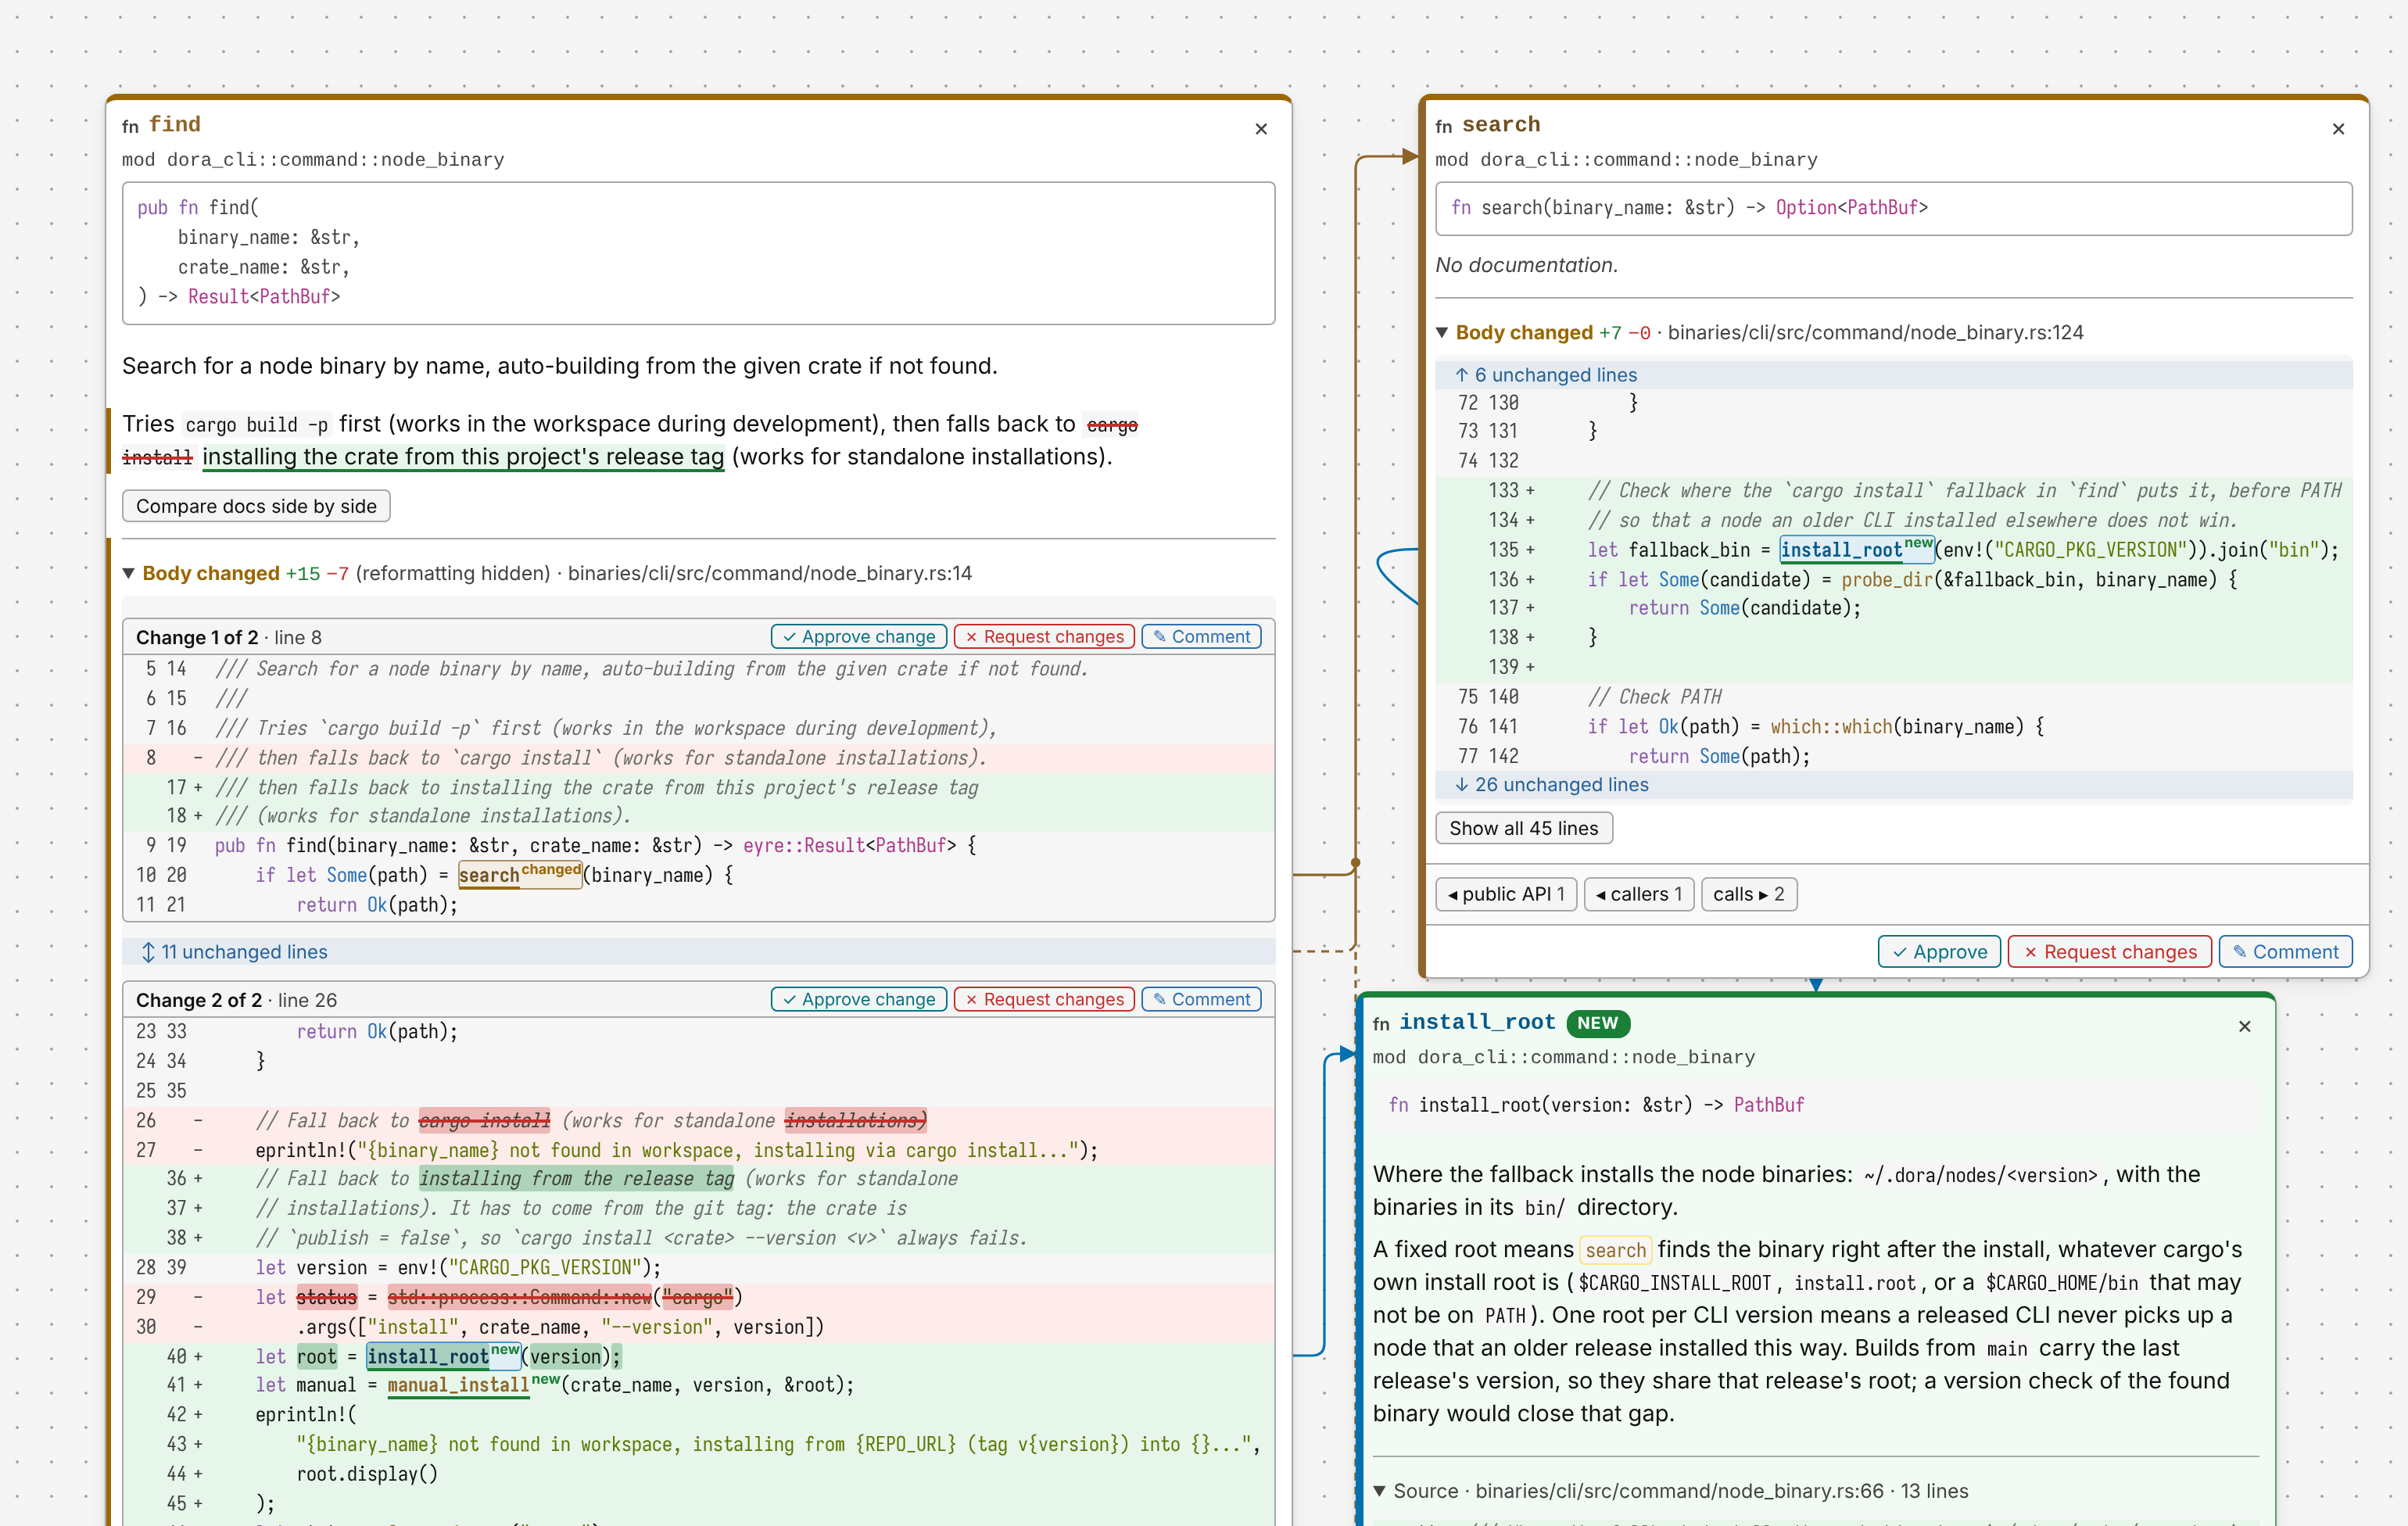 fn find ×
mod dora_cli::command::node_binary
pub fn find(
binary_name: &str,
crate_name: &str,
) -> Result<PathBuf>
Search for a node binary by name, auto-building from the given crate if not found.
Tries cargo build -p first (works in the workspace during development), then falls back to cargo
install installing the crate from this project's release tag (works for standalone installations).
Compare docs side by side
▼ Body changed +15 −7 (reformatting hidden) · binaries/cli/src/command/node_binary.rs:14
Change 1 of 2 · line 8 ✓ Approve change × Request changes ✎ Comment
5 14 /// Search for a node binary by name, auto-building from the given crate if not found.
6 15 ///
7 16 /// Tries `cargo build -p` first (works in the workspace during development),
8 - /// then falls back to `cargo install` (works for standalone installations).
17 + /// then falls back to installing the crate from this project's release tag
18 + /// (works for standalone installations).
9 19 pub fn find(binary_name: &str, crate_name: &str) -> eyre::Result<PathBuf> {
10 20 if let Some(path) = search changed (binary_name) {
11 21 return Ok(path);
↕ 11 unchanged lines
Change 2 of 2 · line 26 ✓ Approve change × Request changes ✎ Comment
23 33 return Ok(path);
24 34 }
25 35
26 - // Fall back to cargo install (works for standalone installations)
27 - eprintln!("{binary_name} not found in workspace, installing via cargo install...");
36 + // Fall back to installing from the release tag (works for standalone
37 + // installations). It has to come from the git tag: the crate is
38 + // `publish = false`, so `cargo install <crate> --version <v>` always fails.
28 39 let version = env!("CARGO_PKG_VERSION");
29 - let status = std::process::Command::new("cargo")
30 - .args(["install", crate_name, "--version", version])
40 + let root = install_root new (version);
41 + let manual = manual_install new (crate_name, version, &root);
42 + eprintln!(
43 + "{binary_name} not found in workspace, installing from {REPO_URL} (tag v{version}) into {}...",
44 + root.display()
45 + );
fn search ×
mod dora_cli::command::node_binary
fn search(binary_name: &str) -> Option<PathBuf>
No documentation.
▼ Body changed +7 −0 · binaries/cli/src/command/node_binary.rs:124
↑ 6 unchanged lines
72 130 }
73 131 }
74 132
133 + // Check where the `cargo install` fallback in `find` puts it, before PATH
134 + // so that a node an older CLI installed elsewhere does not win.
135 + let fallback_bin = install_root new (env!("CARGO_PKG_VERSION")).join("bin");
136 + if let Some(candidate) = probe_dir(&fallback_bin, binary_name) {
137 + return Some(candidate);
138 + }
139 +
75 140 // Check PATH
76 141 if let Ok(path) = which::which(binary_name) {
77 142 return Some(path);
↓ 26 unchanged lines
Show all 45 lines
◂ public API 1 ◂ callers 1 calls ▸ 2
✓ Approve × Request changes ✎ Comment
fn install_root NEW ×
mod dora_cli::command::node_binary
fn install_root(version: &str) -> PathBuf
Where the fallback installs the node binaries: ~/.dora/nodes/<version>, with the
binaries in its bin/ directory.
A fixed root means search finds the binary right after the install, whatever cargo's
own install root is ($CARGO_INSTALL_ROOT, install.root, or a $CARGO_HOME/bin that may
not be on PATH). One root per CLI version means a released CLI never picks up a
node that an older release installed this way. Builds from main carry the last
release's version, so they share that release's root; a version check of the found
binary would close that gap.
▼ Source · binaries/cli/src/command/node_binary.rs:66 · 13 lines